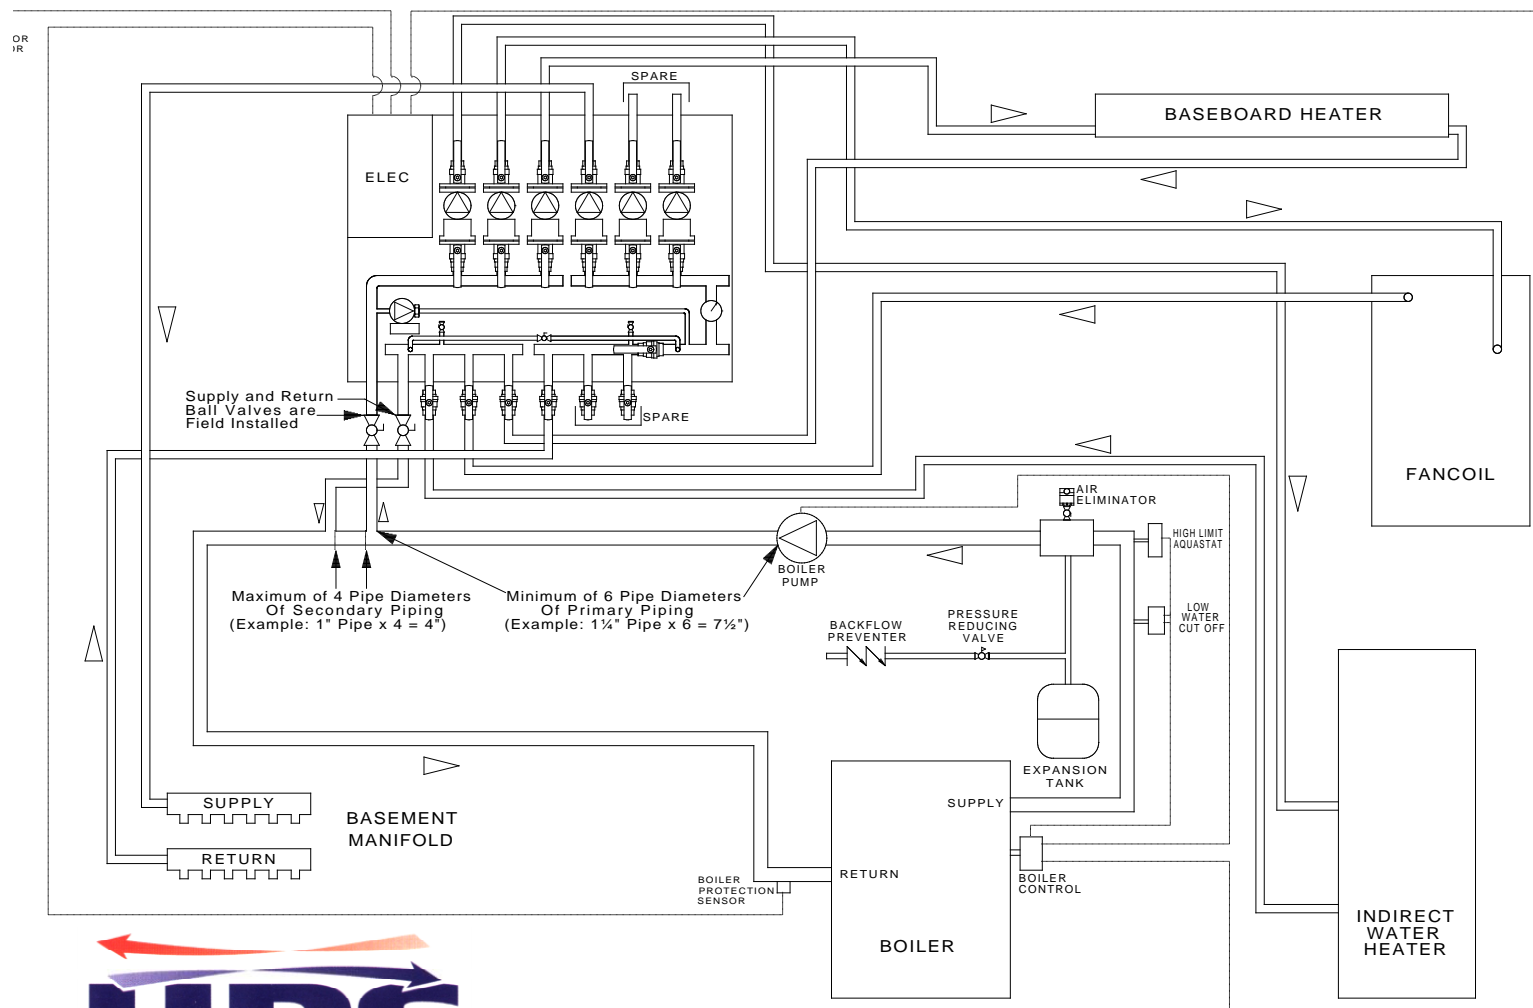 OR
OR
SPARE
BASEBOARD HEATER
ELEC
Supply and Return
Ball Valves are
Field Installed
SPARE
FANCOIL
AIR
ELIMINATOR
HIGH LIMIT
AQUASTAT
BOILER
PUMP
Maximum of 4 Pipe Diameters
Of Secondary Piping
(Example: 1" Pipe x 4 = 4")
Minimum of 6 Pipe Diameters
Of Primary Piping
(Example: 1¼" Pipe x 6 = 7½")
BACKFLOW
PREVENTER
PRESSURE
REDUCING
VALVE
LOW
WATER
CUT OFF
EXPANSION
TANK
SUPPLY
BASEMENT
MANIFOLD
RETURN
SUPPLY
RETURN
BOILER
PROTECTION
SENSOR
BOILER
CONTROL
BOILER
INDIRECT
WATER
HEATER